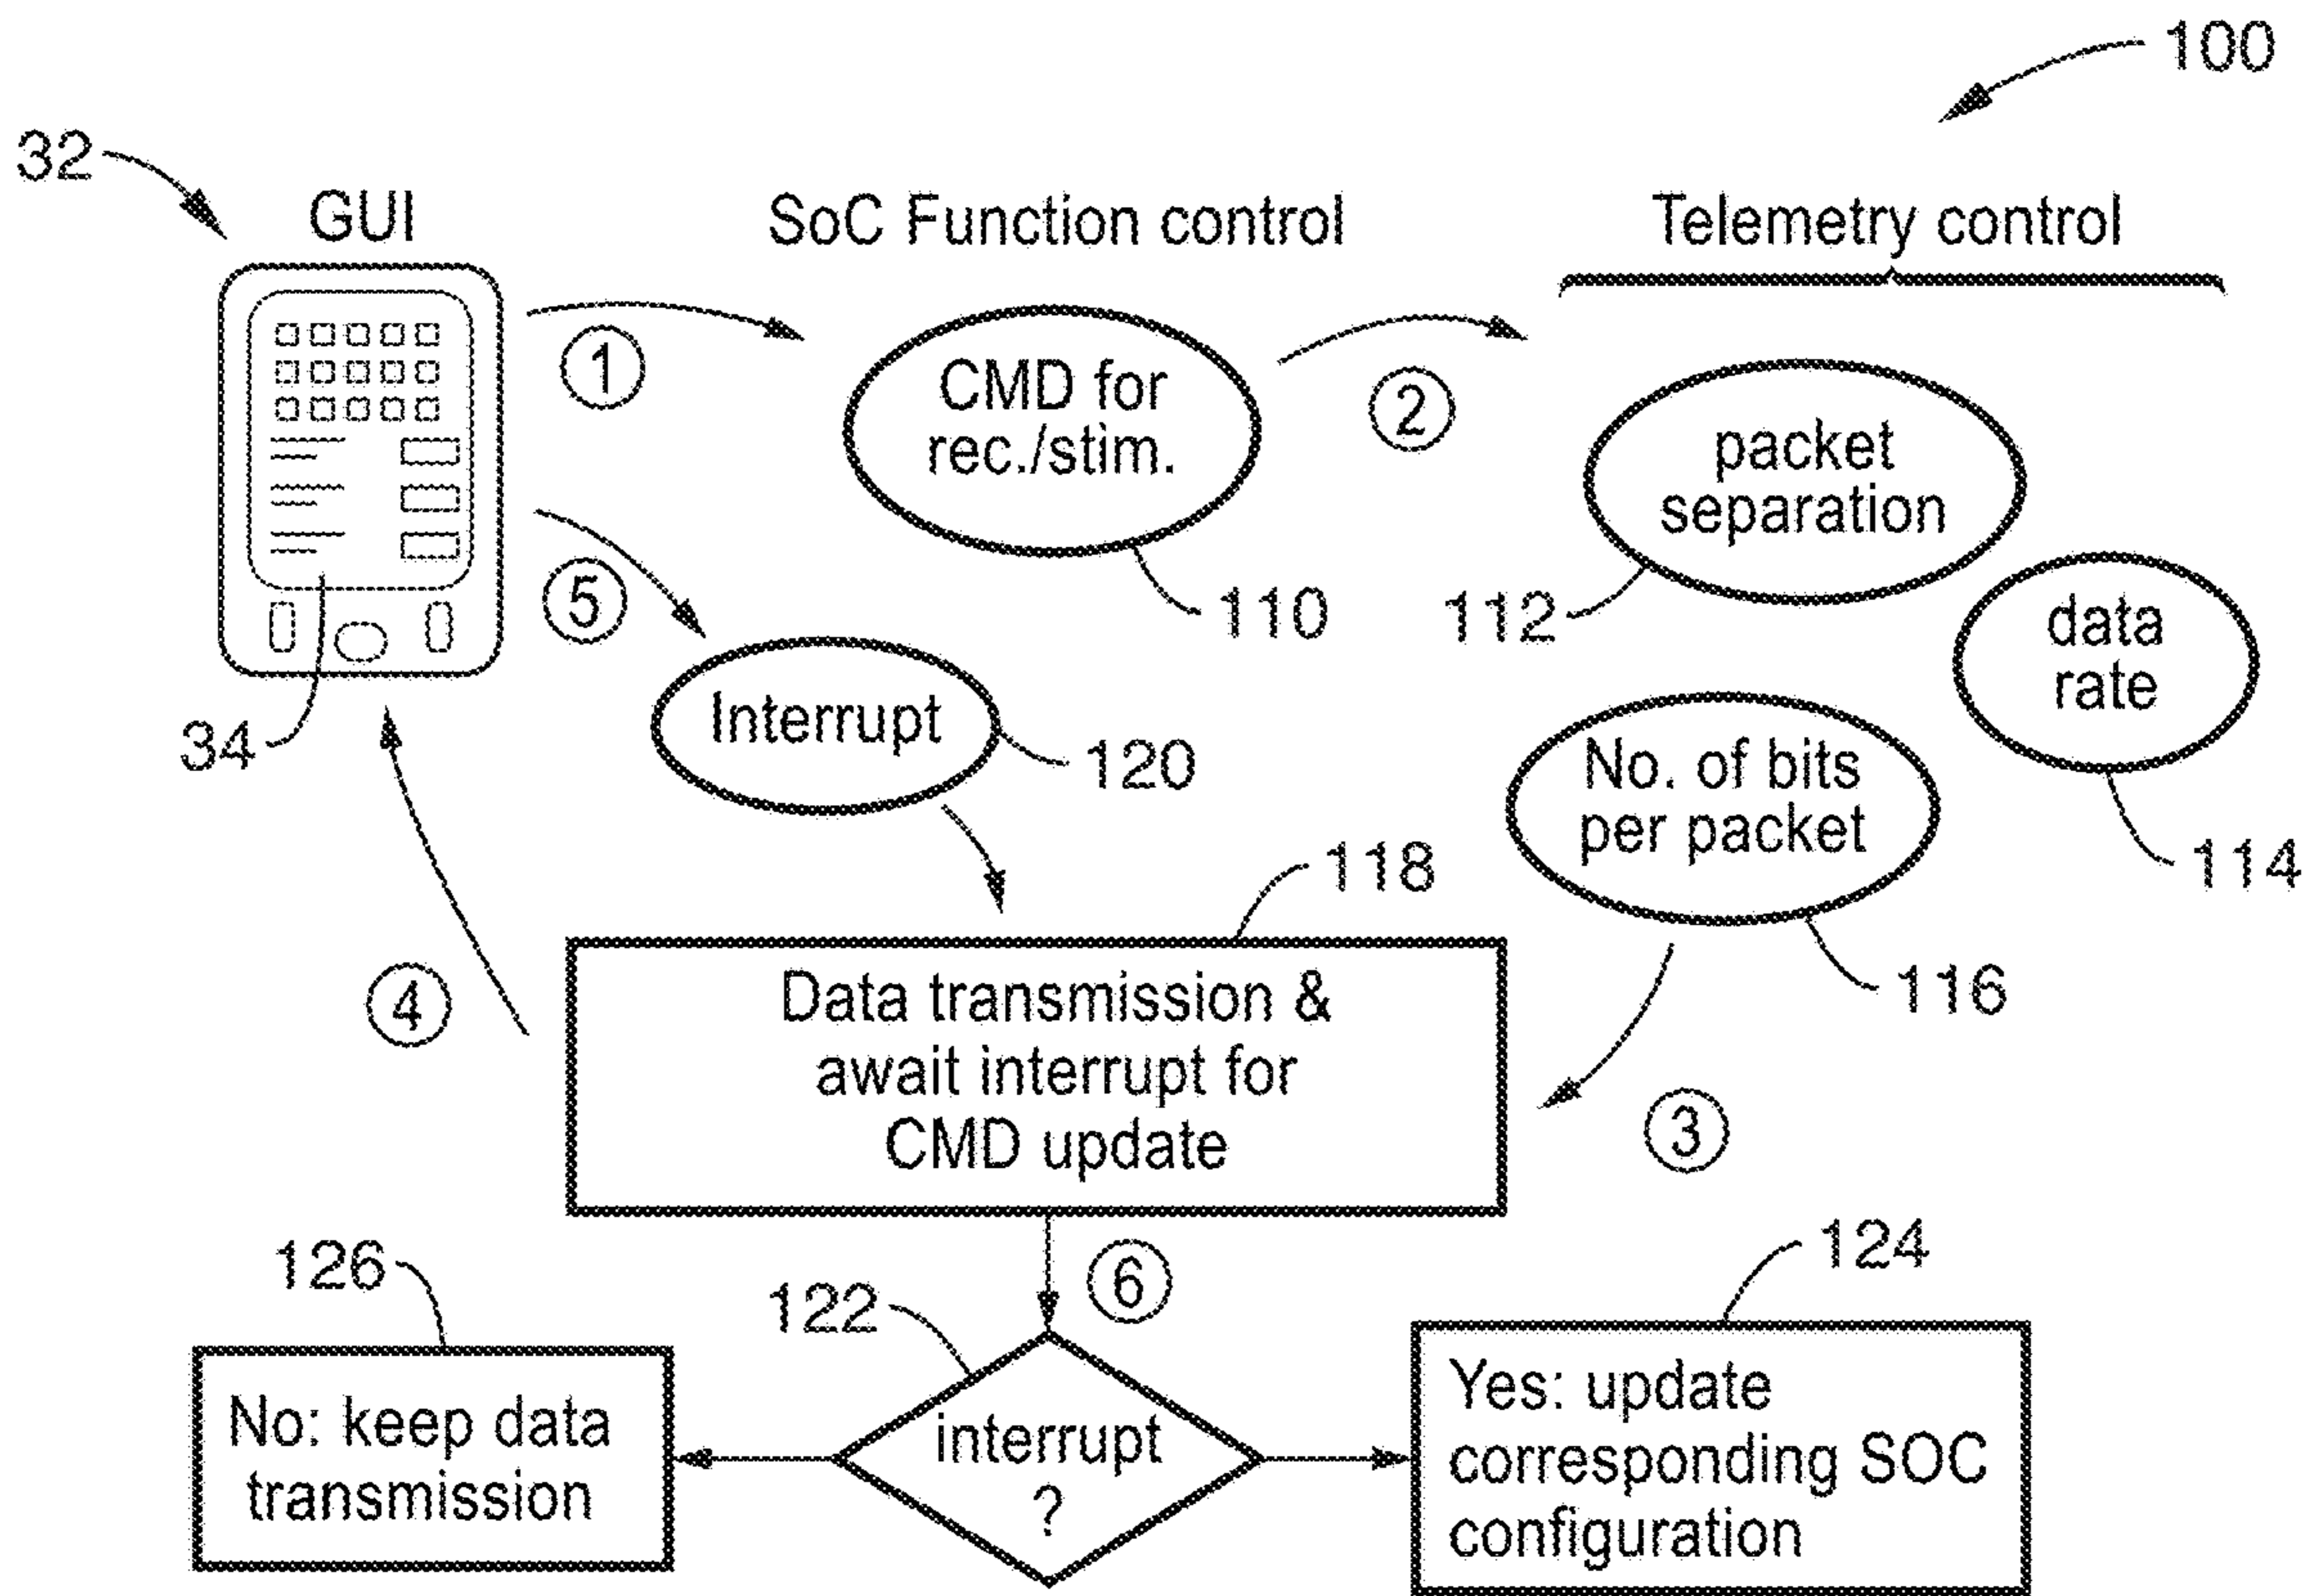 100
32
GUI
SoC Function control
Telemetry control
1
CMD for
rec./stim.
2
packet
separation
5
110
112
data
rate
34
Interrupt
120
No. of bits
per packet
118
114
4
Data transmission &
await interrupt for
CMD update
116
3
126
6
124
122
No: keep data
transmission
interrupt
?
Yes: update
corresponding SOC
configuration